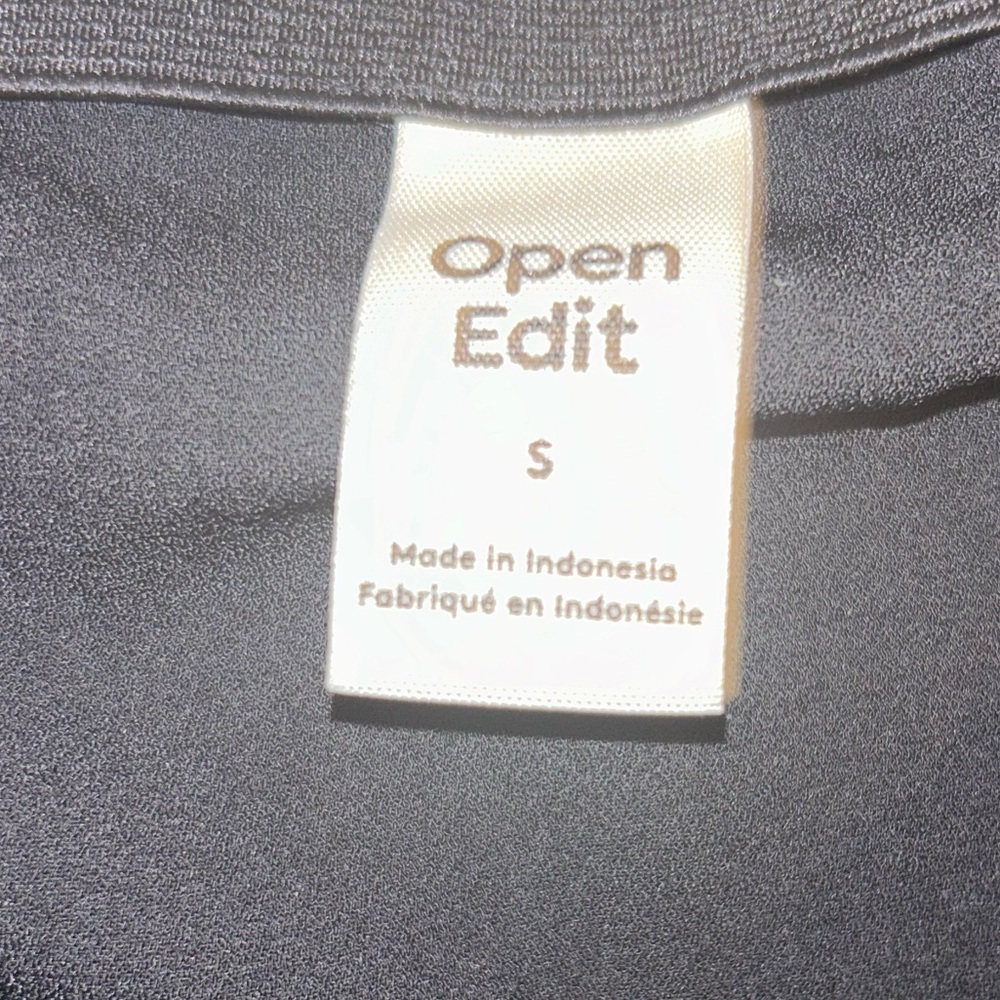 Open
Edit
S
Made in Indonesia
Fabriqué en Indonésie